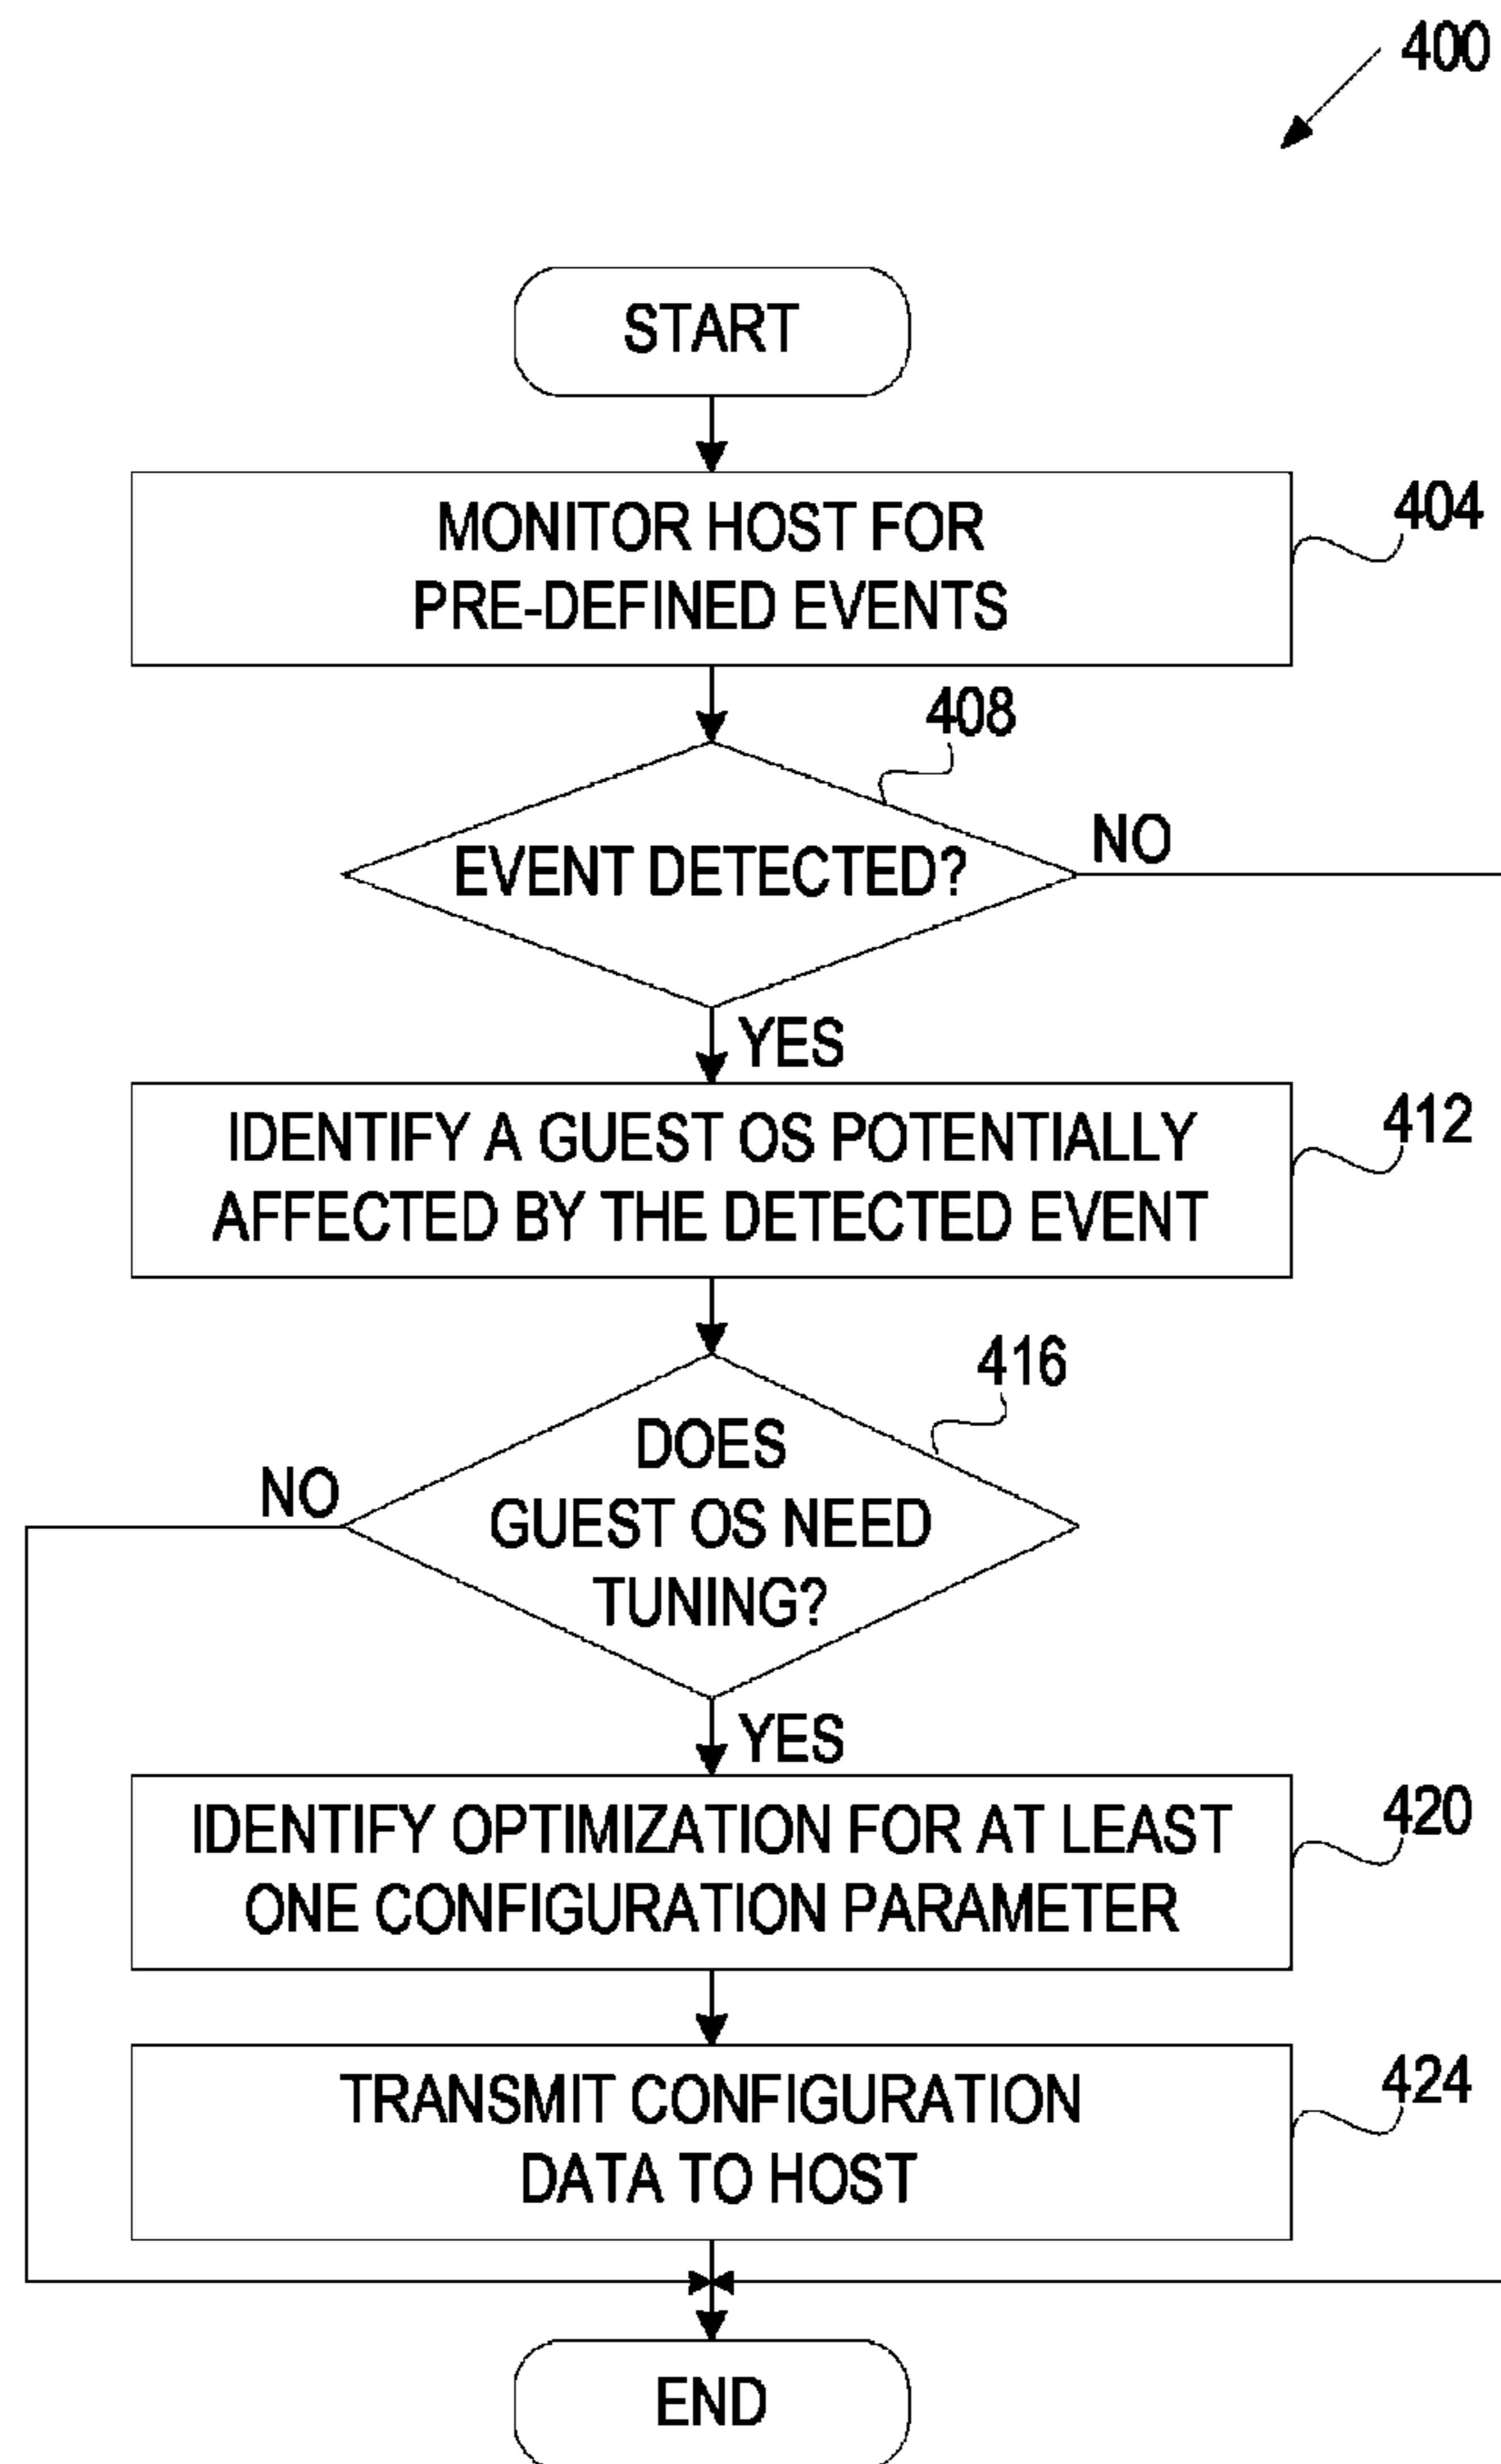 400
START
MONITOR HOST FOR
PRE-DEFINED EVENTS
404
408
EVENT DETECTED?
NO
YES
IDENTIFY A GUEST OS POTENTIALLY
AFFECTED BY THE DETECTED EVENT
412
416
DOES
GUEST OS NEED
TUNING?
NO
YES
IDENTIFY OPTIMIZATION FOR AT LEAST
ONE CONFIGURATION PARAMETER
420
TRANSMIT CONFIGURATION
DATA TO HOST
424
END